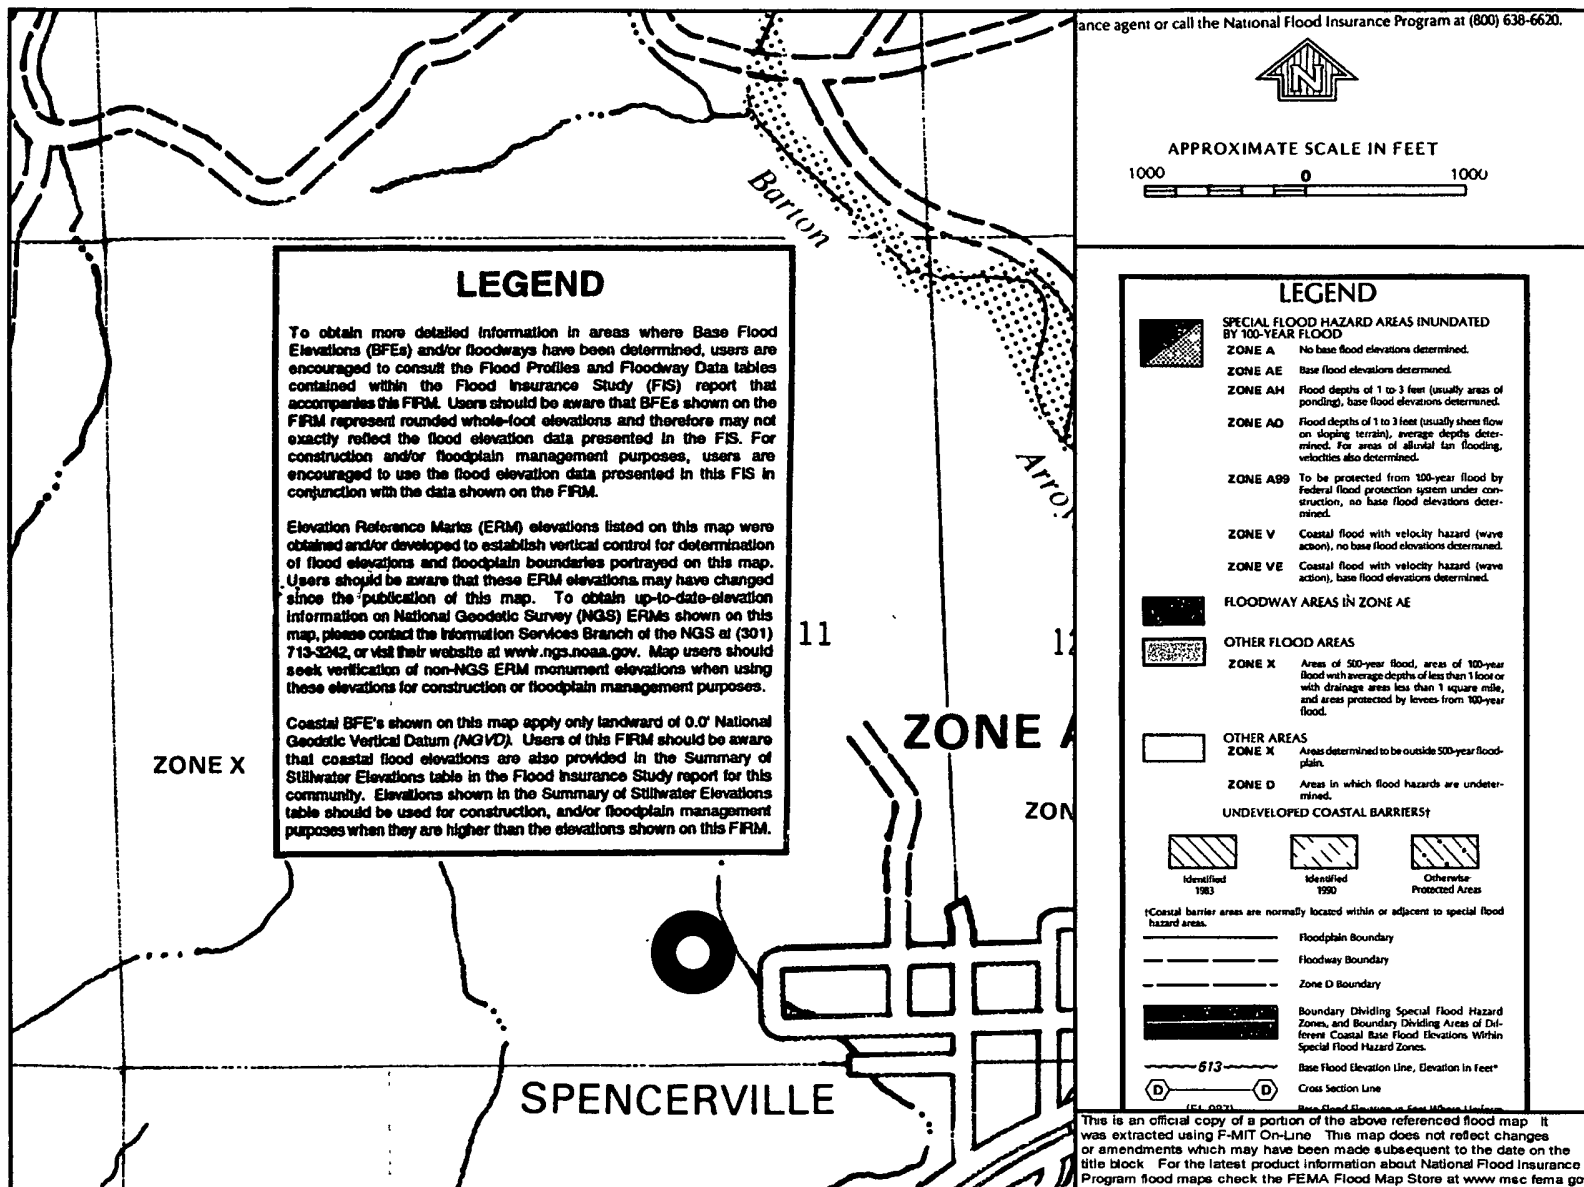 ance agent or call the National Flood Insurance Program at (800) 638-6620.
N
APPROXIMATE SCALE IN FEET
1000 0 1000
Barton
Arroy
LEGEND
To obtain more detailed information in areas where Base Flood
Elevations (BFEs) and/or floodways have been determined, users are
encouraged to consult the Flood Profiles and Floodway Data tables
contained within the Flood Insurance Study (FIS) report that
accompanies this FIRM. Users should be aware that BFEs shown on the
FIRM represent rounded whole-foot elevations and therefore may not
exactly reflect the flood elevation data presented in the FIS. For
construction and/or floodplain management purposes, users are
encouraged to use the flood elevation data presented in this FIS in
conjunction with the data shown on the FIRM.
Elevation Reference Marks (ERM) elevations listed on this map were
obtained and/or developed to establish vertical control for determination
of flood elevations and floodplain boundaries portrayed on this map.
Users should be aware that these ERM elevations may have changed
since the publication of this map. To obtain up-to-date-elevation
information on National Geodetic Survey (NGS) ERMs shown on this
map, please contact the Information Services Branch of the NGS at (301)
713-3242, or visit their website at www.ngs.noaa.gov. Map users should
seek verification of non-NGS ERM monument elevations when using
these elevations for construction or floodplain management purposes.
Coastal BFE's shown on this map apply only landward of 0.0' National
Geodetic Vertical Datum (NGVD). Users of this FIRM should be aware
that coastal flood elevations are also provided in the Summary of
Stillwater Elevations table in the Flood Insurance Study report for this
community. Elevations shown in the Summary of Stillwater Elevations
table should be used for construction, and/or floodplain management
purposes when they are higher than the elevations shown on this FIRM.
ZONE X
11
12
ZONE A
ZON
SPENCERVILLE
LEGEND
SPECIAL FLOOD HAZARD AREAS INUNDATED
BY 100-YEAR FLOOD
ZONE A No base flood elevations determined.
ZONE AE Base flood elevations determined.
ZONE AH Flood depths of 1 to 3 feet (usually areas of
ponding), base flood elevations determined.
ZONE AO Flood depths of 1 to 3 feet (usually sheet flow
on sloping terrain), average depths deter-
mined. For areas of alluvial fan flooding,
velocities also determined.
ZONE A99 To be protected from 100-year flood by
Federal flood protection system under con-
struction, no base flood elevations deter-
mined.
ZONE V Coastal flood with velocity hazard (wave
action), no base flood elevations determined.
ZONE VE Coastal flood with velocity hazard (wave
action), base flood elevations determined.
FLOODWAY AREAS IN ZONE AE
OTHER FLOOD AREAS
ZONE X Areas of 500-year flood, areas of 100-year
flood with average depths of less than 1 foot or
with drainage areas less than 1 square mile,
and areas protected by levees from 100-year
flood.
OTHER AREAS
ZONE X Areas determined to be outside 500-year flood-
plain.
ZONE D Areas in which flood hazards are undeter-
mined.
UNDEVELOPED COASTAL BARRIERS†
Identified Identified Otherwise
1983 1990 Protected Areas
†Coastal barrier areas are normally located within or adjacent to special flood
hazard areas.
Floodplain Boundary
Floodway Boundary
Zone D Boundary
Boundary Dividing Special Flood Hazard
Zones, and Boundary Dividing Areas of Dif-
ferent Coastal Base Flood Elevations Within
Special Flood Hazard Zones.
513 Base Flood Elevation Line, Elevation in Feet*
D D Cross Section Line
(EL 987) Base Flood Elevation in Feet Where Uniform
This is an official copy of a portion of the above referenced flood map It
was extracted using F-MIT On-Line This map does not reflect changes
or amendments which may have been made subsequent to the date on the
title block For the latest product information about National Flood Insurance
Program flood maps check the FEMA Flood Map Store at www msc fema go